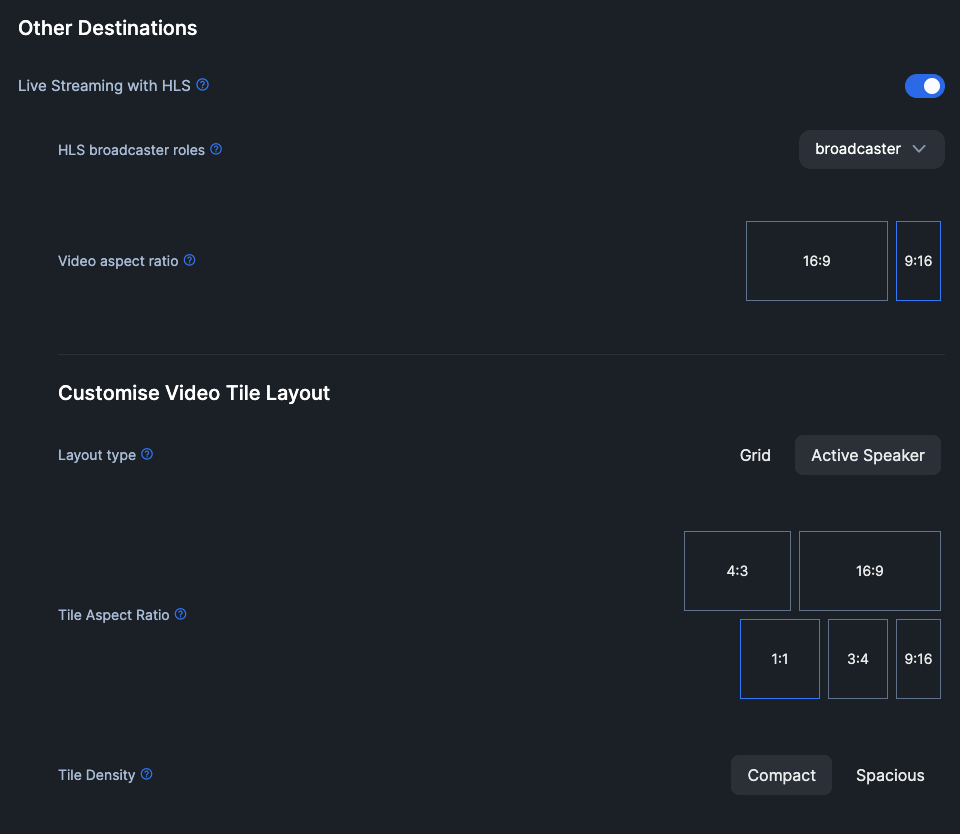 Other Destinations
Live Streaming with HLS
HLS broadcaster roles
broadcaster
Video aspect ratio
16:9
9:16
Customise Video Tile Layout
Layout type
Grid
Active Speaker
4:3
16:9
Tile Aspect Ratio
1:1
3:4
9:16
Tile Density
Compact
Spacious